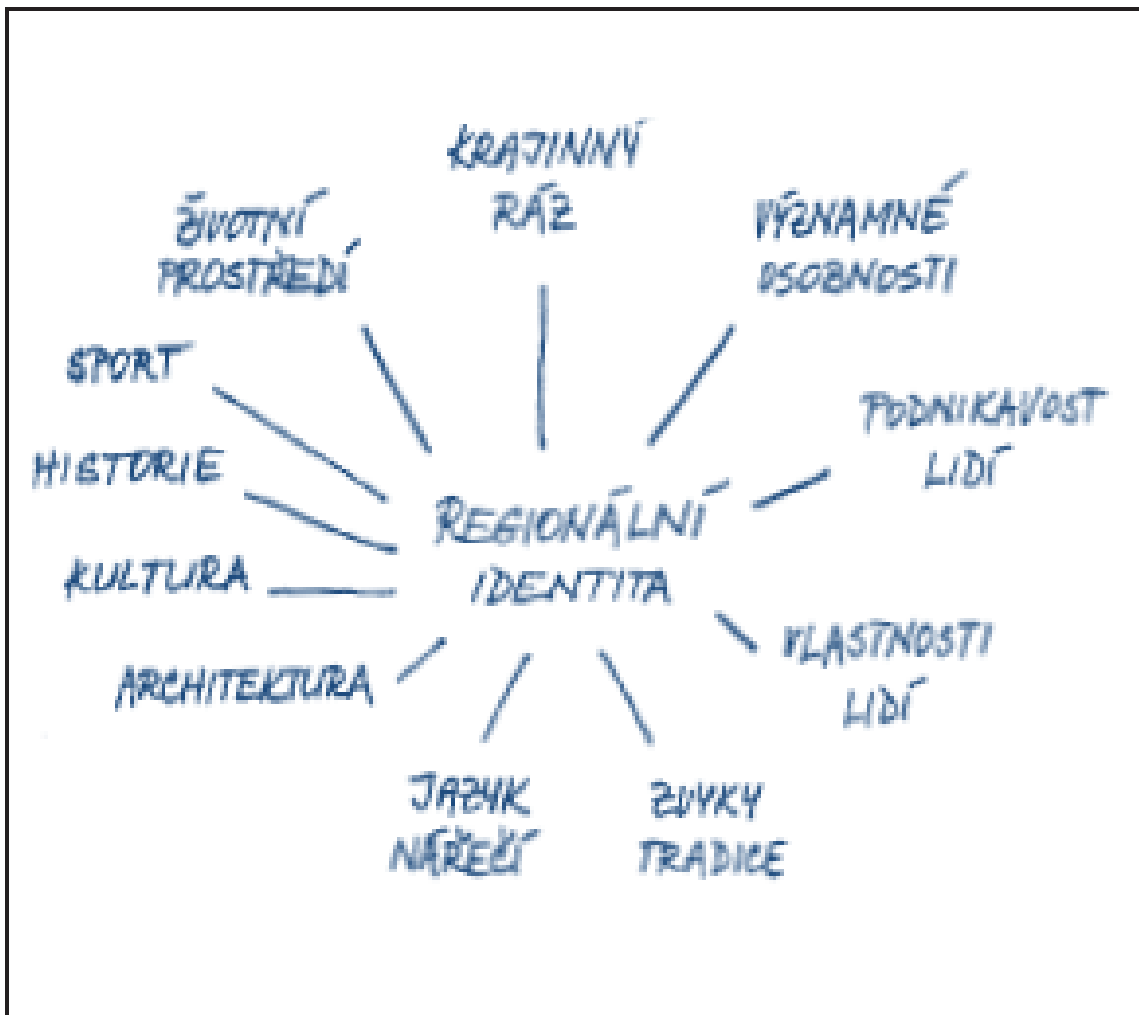 KRAJINNÝ
RÁZ
ŽIVOTNÍ
PROSTŘEDÍ
VÝZNAMNÉ
OSOBNOSTI
SPORT
PODNIKAVOST
LIDÍ
HISTORIE
REGIONÁLNÍ
IDENTITA
KULTURA
VLASTNOSTI
LIDÍ
ARCHITEKTURA
JAZYK
NÁŘEČÍ
ZVYKY
TRADICE